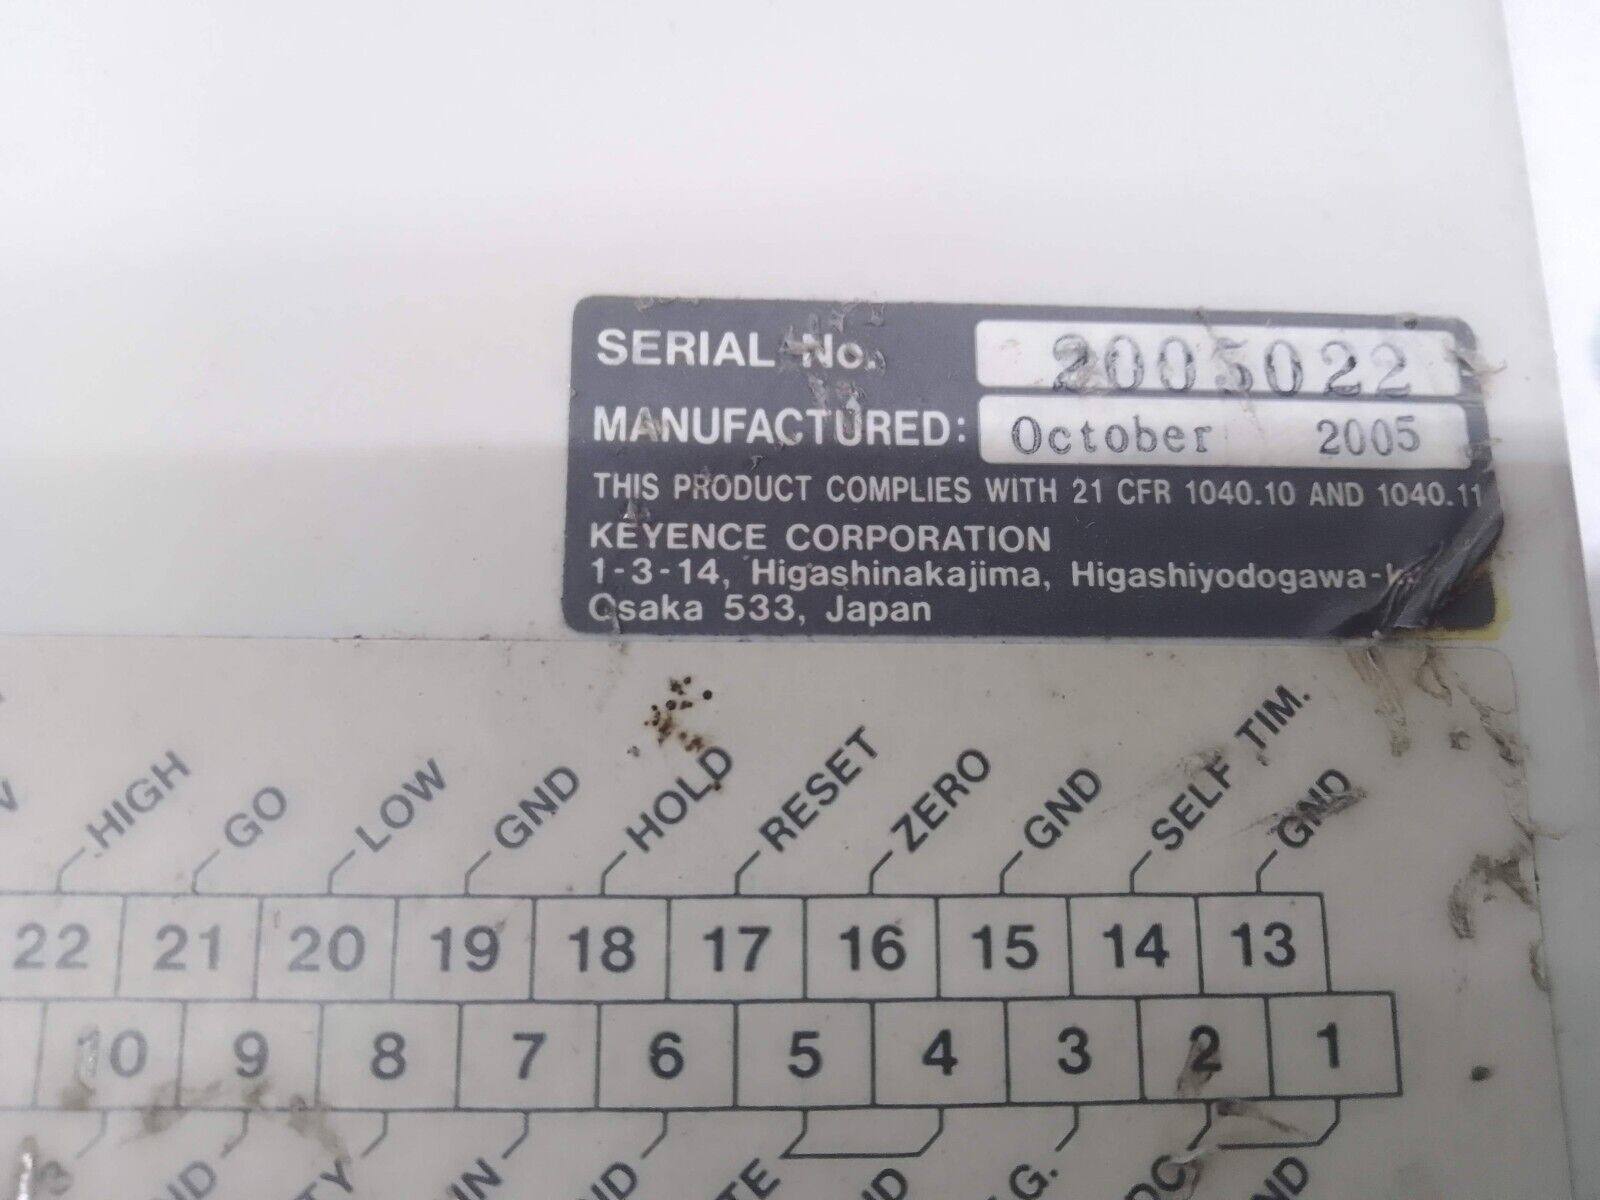 SERIAL No. 2005022
MANUFACTURED: October 2005
THIS PRODUCT COMPLIES WITH 21 CFR 1040.10 AND 1040.11
KEYENCE CORPORATION
1-3-14, Higashinakajima, Higashiyodogawa-
Osaka 533, Japan
HIGH GO LOW GND HOLD RESET ZERO GND SELF TIM. GND
22 21 20 19 18 17 16 15 14 13
10 9 8 7 6 5 4 3 2 1